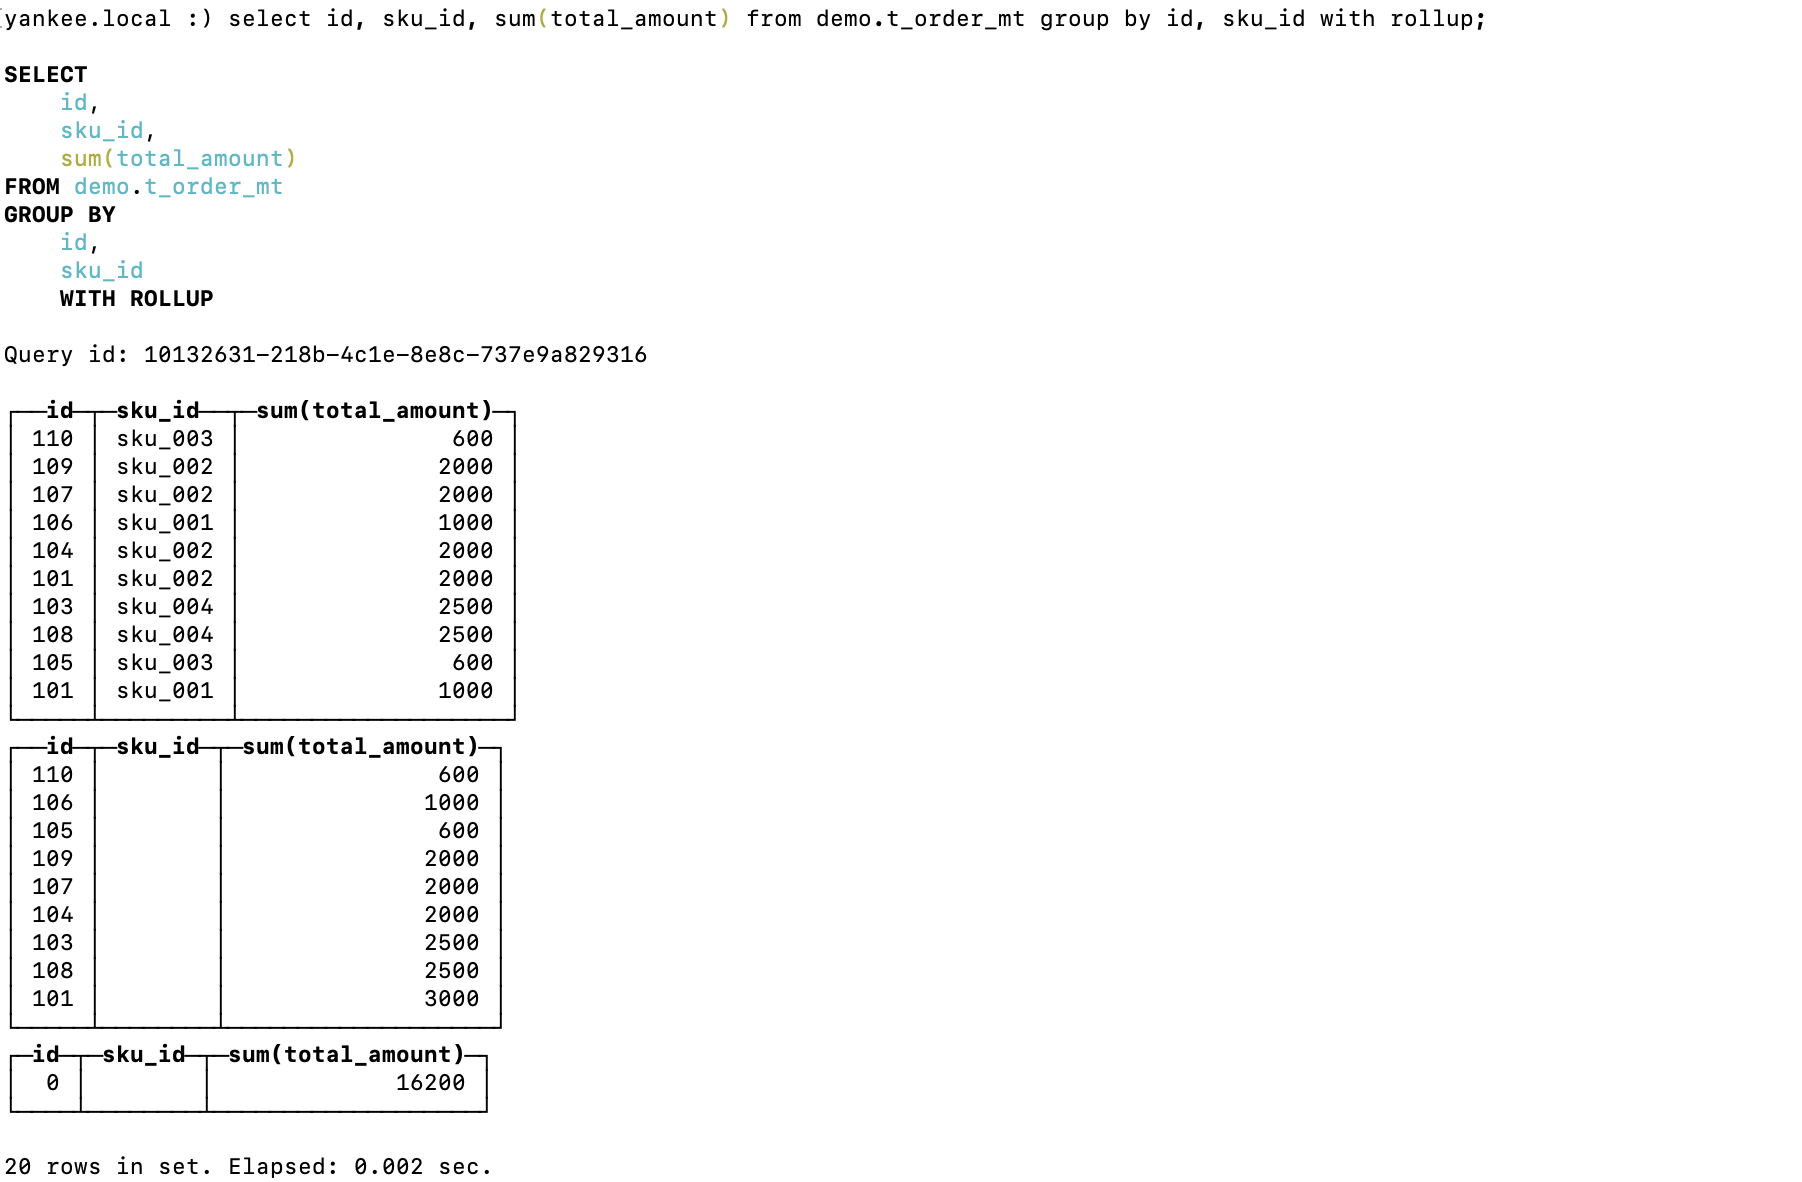 yankee.local :) select id, sku_id, sum(total_amount) from demo.t_order_mt group by id, sku_id with rollup;
SELECT
    id,
    sku_id,
    sum(total_amount)
FROM demo.t_order_mt
GROUP BY
    id,
    sku_id
    WITH ROLLUP
Query id: 10132631-218b-4c1e-8e8c-737e9a829316
id sku_id sum(total_amount)
110 sku_003 600
109 sku_002 2000
107 sku_002 2000
106 sku_001 1000
104 sku_002 2000
101 sku_002 2000
103 sku_004 2500
108 sku_004 2500
105 sku_003 600
101 sku_001 1000
id sku_id sum(total_amount)
110 600
106 1000
105 600
109 2000
107 2000
104 2000
103 2500
108 2500
101 3000
id sku_id sum(total_amount)
0 16200
20 rows in set. Elapsed: 0.002 sec.